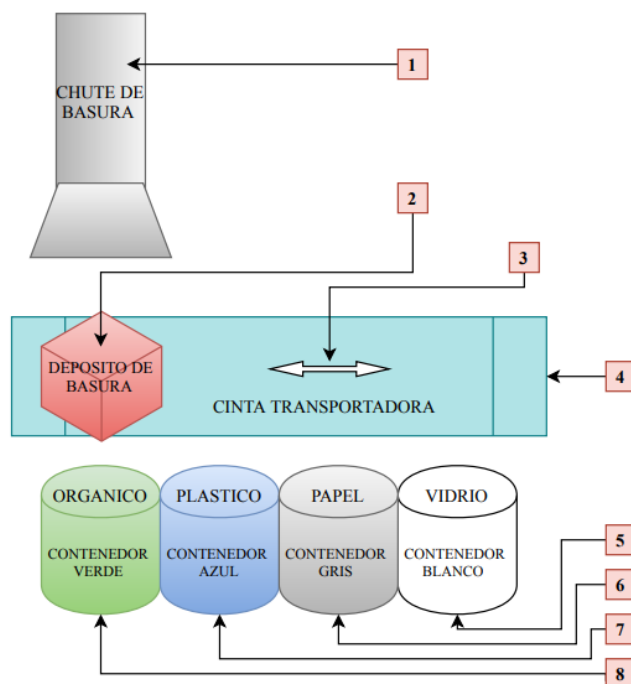 1
CHUTE DE
BASURA
2
3
DEPOSITO DE
BASURA
CINTA TRANSPORTADORA
4
ORGANICO
PLASTICO
PAPEL
VIDRIO
CONTENEDOR
VERDE
CONTENEDOR
AZUL
CONTENEDOR
GRIS
CONTENEDOR
BLANCO
5
6
7
8